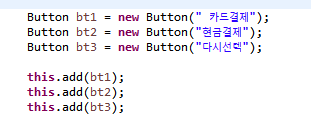 Button bt1 = new Button(" 카드결제");
Button bt2 = new Button("현금결제");
Button bt3 = new Button("다시선택");
this.add(bt1);
this.add(bt2);
this.add(bt3);